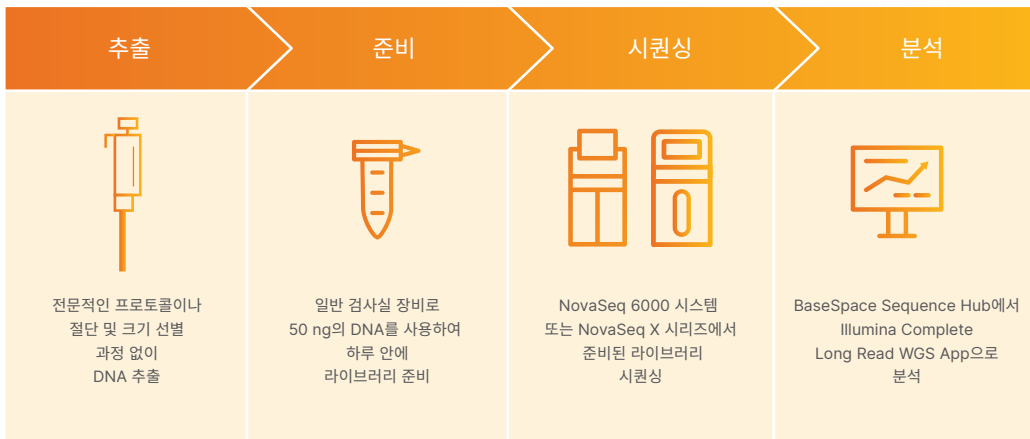 추출
준비
시퀀싱
분석
전문적인 프로토콜이나
절단 및 크기 선별
과정 없이
DNA 추출
일반 검사실 장비로
50 ng의 DNA를 사용하여
하루 안에
라이브러리 준비
NovaSeq 6000 시스템
또는 NovaSeq X 시리즈에서
준비된 라이브러리
시퀀싱
BaseSpace Sequence Hub에서
Illumina Complete
Long Read WGS App으로
분석